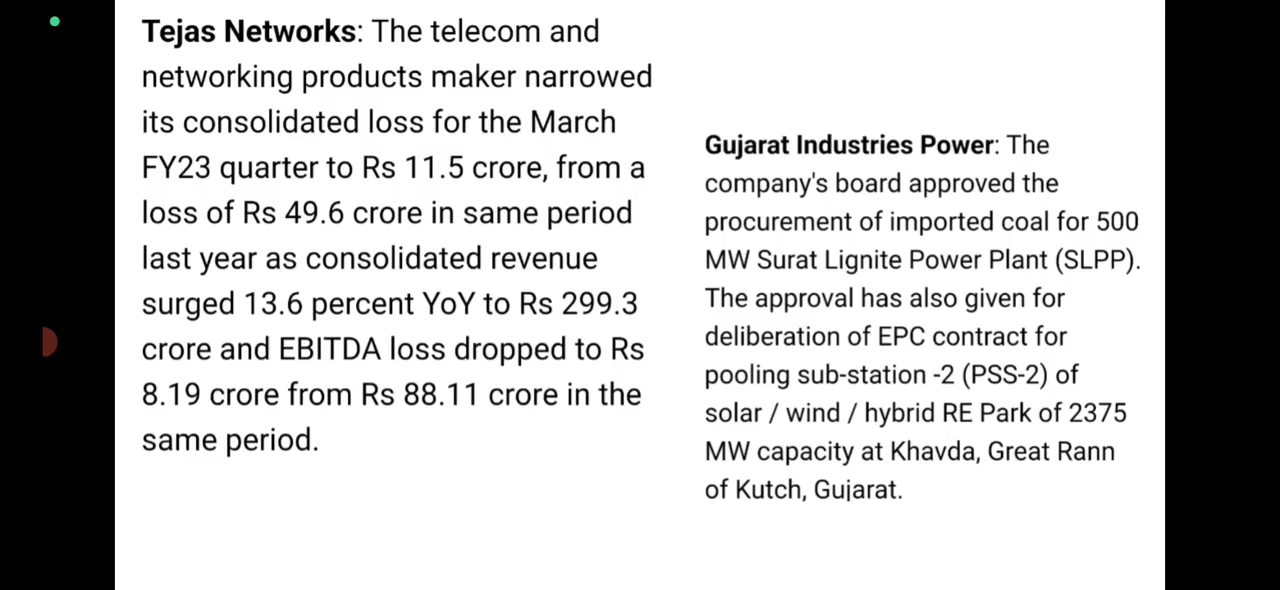 Tejas Networks: The telecom and
networking products maker narrowed
its consolidated loss for the March
FY23 quarter to Rs 11.5 crore, from a
loss of Rs 49.6 crore in same period
last year as consolidated revenue
surged 13.6 percent YoY to Rs 299.3
crore and EBITDA loss dropped to Rs
8.19 crore from Rs 88.11 crore in the
same period.
Gujarat Industries Power: The
company's board approved the
procurement of imported coal for 500
MW Surat Lignite Power Plant (SLPP).
The approval has also given for
deliberation of EPC contract for
pooling sub-station -2 (PSS-2) of
solar / wind / hybrid RE Park of 2375
MW capacity at Khavda, Great Rann
of Kutch, Gujarat.